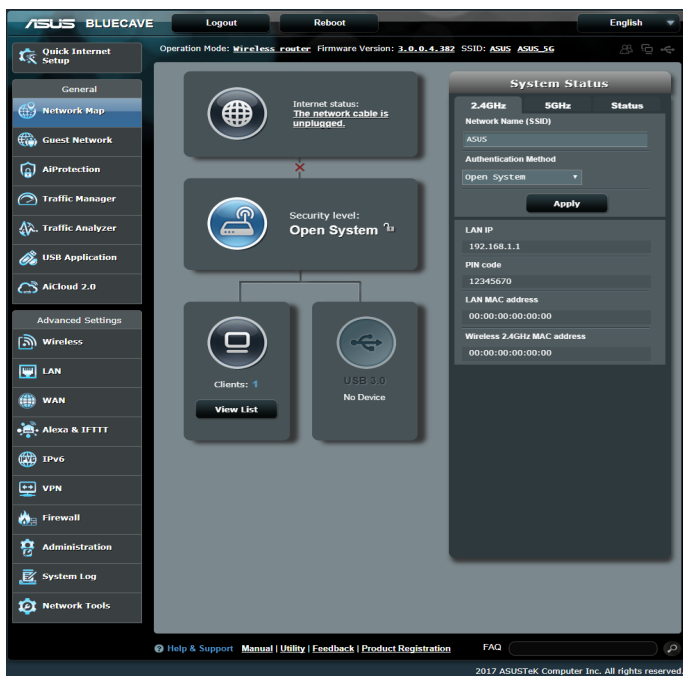 ASUS BLUECAVE
Logout
Reboot
English
Quick Internet
Setup
Operation Mode: Wireless router Firmware Version: 3.0.0.4.382 SSID: ASUS ASUS_5G
General
Network Map
Guest Network
AiProtection
Traffic Manager
Traffic Analyzer
USB Application
AiCloud 2.0
Advanced Settings
Wireless
LAN
WAN
Alexa & IFTTT
IPv6
VPN
Firewall
Administration
System Log
Network Tools
Internet status:
The network cable is
unplugged.
Security level:
Open System
Clients: 1
View List
USB 3.0
No Device
System Status
2.4GHz 5GHz Status
Network Name (SSID)
ASUS
Authentication Method
Open System
Apply
LAN IP
192.168.1.1
PIN code
12345670
LAN MAC address
00:00:00:00:00:00
Wireless 2.4GHz MAC address
00:00:00:00:00:00
Help & Support Manual | Utility | Feedback | Product Registration
FAQ
2017 ASUSTeK Computer Inc. All rights reserved.